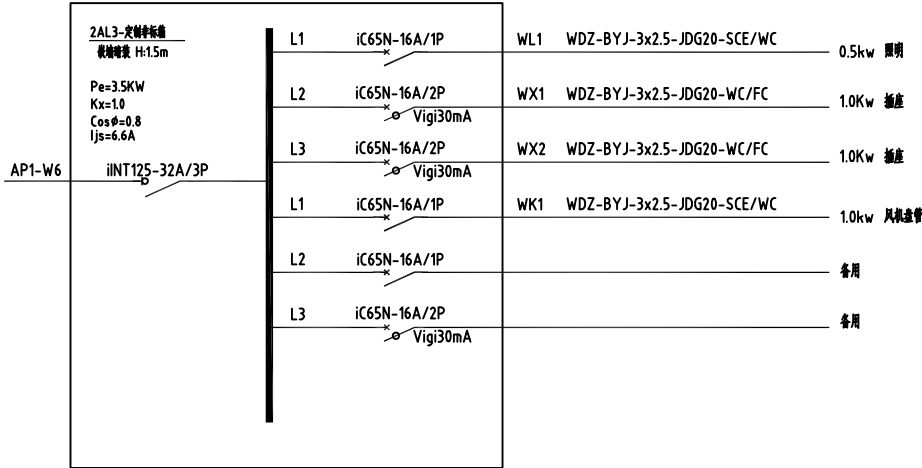 2AL3-定制非标箱
嵌墙暗装 H:1.5m
Pe=3.5KW
Kx=1.0
Cosφ=0.8
Ijs=6.6A
AP1-W6
iINT125-32A/3P
L1 iC65N-16A/1P WL1 WDZ-BYJ-3x2.5-JDG20-SCE/WC 0.5kw 照明
L2 iC65N-16A/2P Vigi30mA WX1 WDZ-BYJ-3x2.5-JDG20-WC/FC 1.0Kw 插座
L3 iC65N-16A/2P Vigi30mA WX2 WDZ-BYJ-3x2.5-JDG20-WC/FC 1.0Kw 插座
L1 iC65N-16A/1P WK1 WDZ-BYJ-3x2.5-JDG20-SCE/WC 1.0kw 风机盘管
L2 iC65N-16A/1P 备用
L3 iC65N-16A/2P Vigi30mA 备用